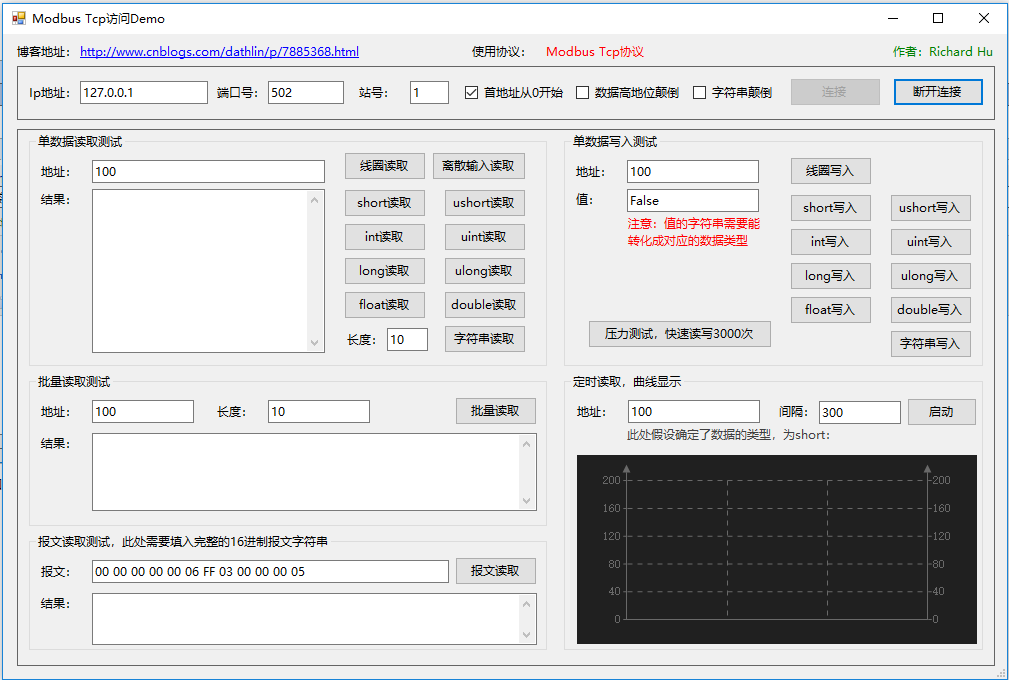 Modbus Tcp访问Demo
博客地址： http://www.cnblogs.com/dathlin/p/7885368.html 使用协议： Modbus Tcp协议 作者：Richard Hu
Ip地址： 127.0.0.1 端口号： 502 站号： 1 首地址从0开始 数据高地位颠倒 字符串颠倒 连接 断开连接
单数据读取测试
地址： 100 线圈读取 离散输入读取
结果： short读取 ushort读取
int读取 uint读取
long读取 ulong读取
float读取 double读取
长度： 10 字符串读取
单数据写入测试
地址： 100 线圈写入
值： False short写入 ushort写入
注意：值的字符串需要能
转化成对应的数据类型
int写入 uint写入
long写入 ulong写入
float写入 double写入
压力测试，快速读写3000次
字符串写入
批量读取测试
地址： 100 长度： 10 批量读取
结果：
定时读取，曲线显示
地址： 100 间隔： 300 启动
此处假设确定了数据的类型，为short：
200 200
160 160
120 120
80 80
40 40
0 0
报文读取测试，此处需要填入完整的16进制报文字符串
报文： 00 00 00 00 00 06 FF 03 00 00 00 05 报文读取
结果：